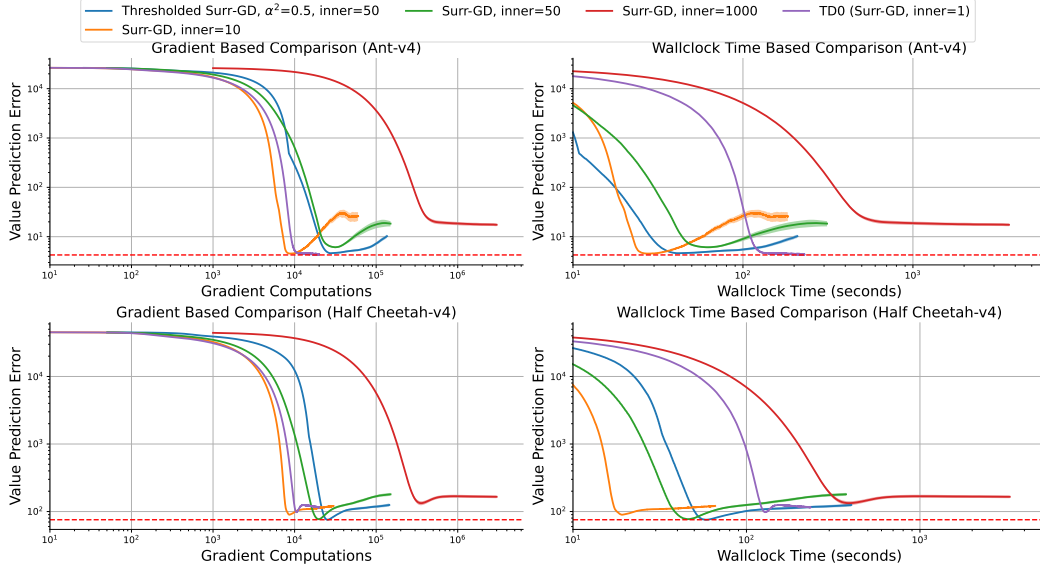 Thresholded Surr-GD, α²=0.5, inner=50
Surr-GD, inner=50
Surr-GD, inner=1000
TD0 (Surr-GD, inner=1)
Surr-GD, inner=10
Gradient Based Comparison (Ant-v4)
Value Prediction Error
10⁴
10³
10²
10¹
10¹ 10² 10³ 10⁴ 10⁵ 10⁶
Gradient Computations
Wallclock Time Based Comparison (Ant-v4)
Value Prediction Error
10⁴
10³
10²
10¹
10¹ 10² 10³
Wallclock Time (seconds)
Gradient Based Comparison (Half Cheetah-v4)
Value Prediction Error
10⁴
10³
10²
10¹ 10² 10³ 10⁴ 10⁵ 10⁶
Gradient Computations
Wallclock Time Based Comparison (Half Cheetah-v4)
Value Prediction Error
10⁴
10³
10²
10¹ 10² 10³
Wallclock Time (seconds)